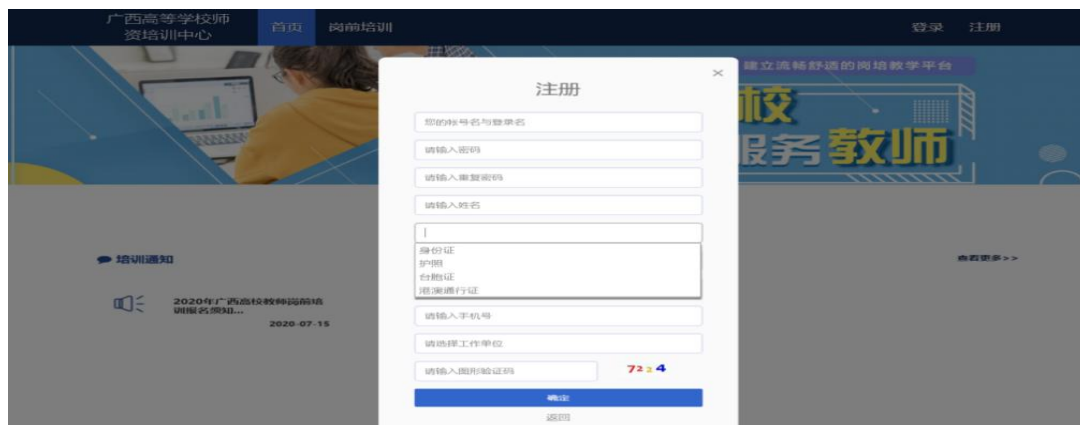 广西高等学校师
资培训中心
首页
岗前培训
登录
注册
建立流畅舒适的岗培教学平台
校
服务教师
注册
×
您的帐号名与登录名
请输入密码
请输入重复密码
请输入姓名
身份证
护照
台胞证
港澳通行证
请输入手机号
请选择工作单位
请输入图形验证码
7224
确定
返回
培训通知
查看更多>>
2020年广西高校教师岗前培
训报名须知...
2020-07-15